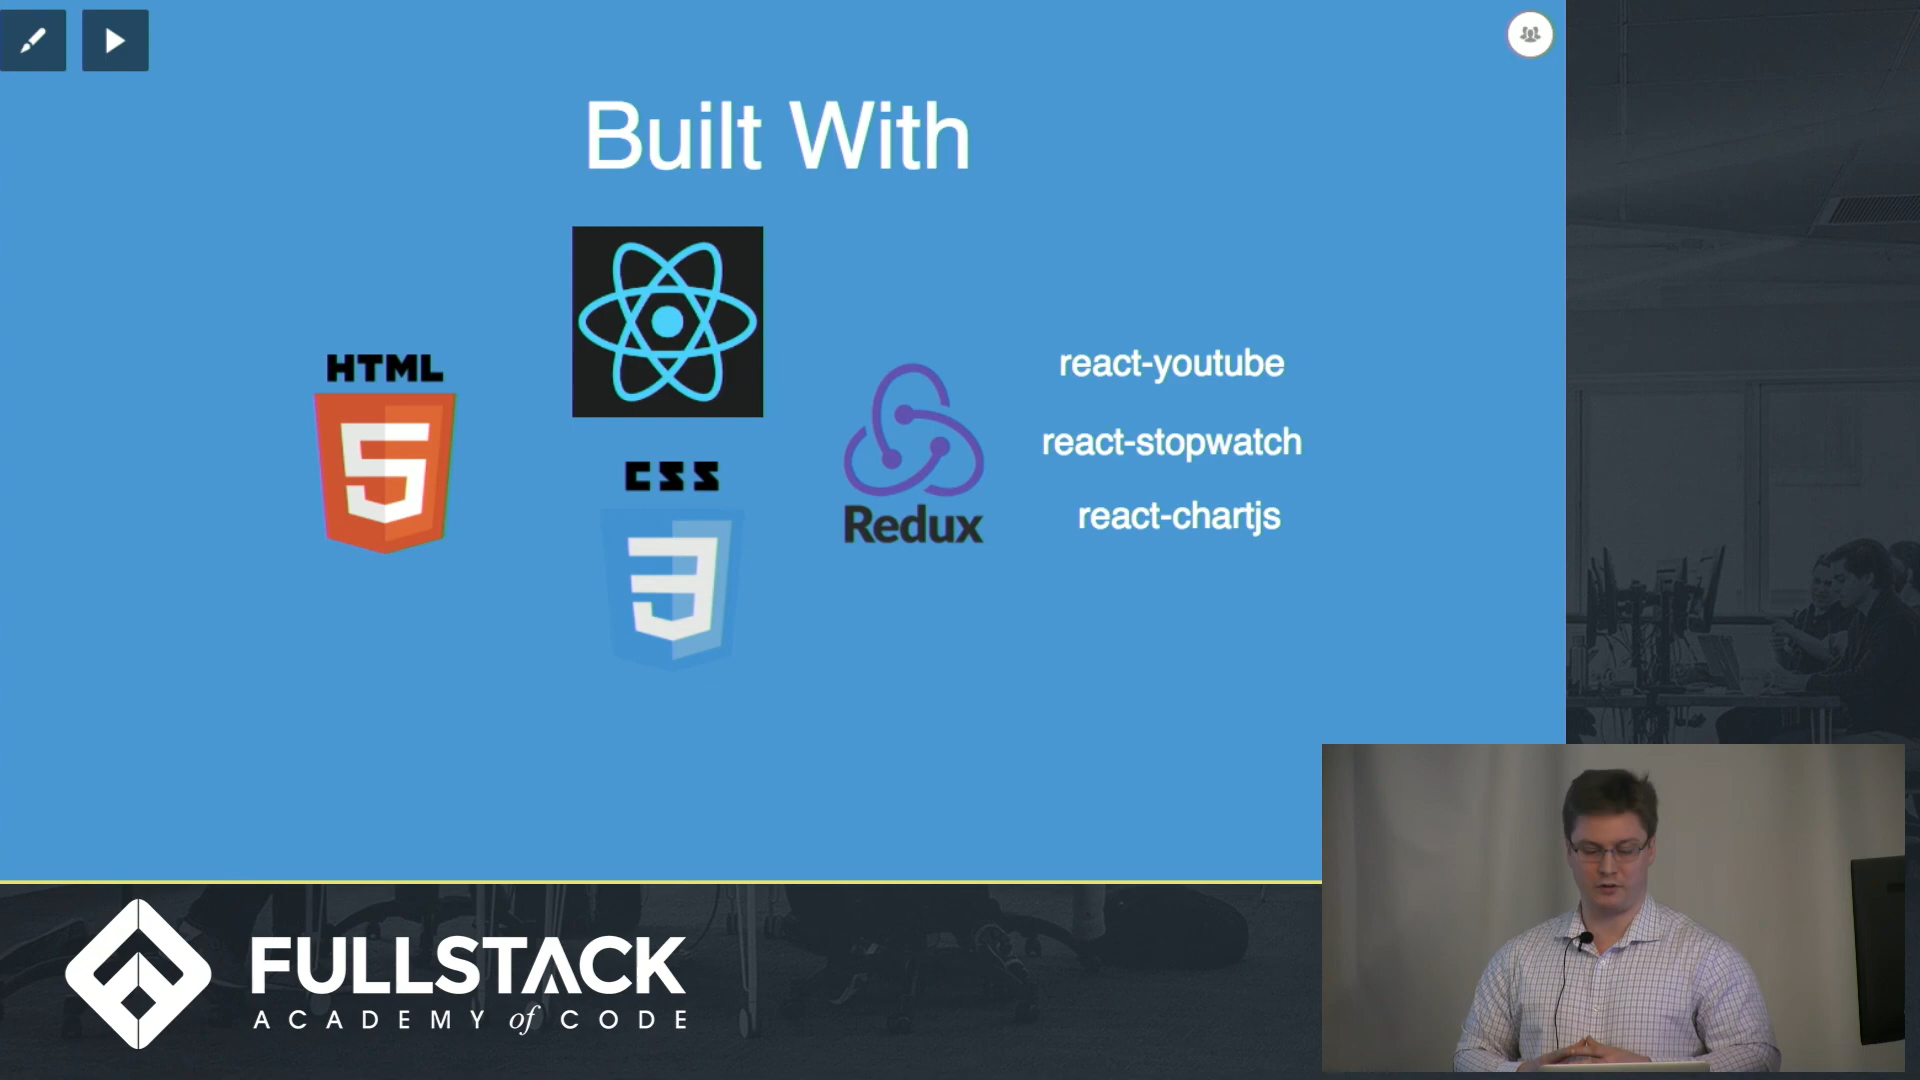 Built With
HTML
5
CSS
3
Redux
react-youtube
react-stopwatch
react-chartjs
FULLSTACK
ACADEMY of CODE